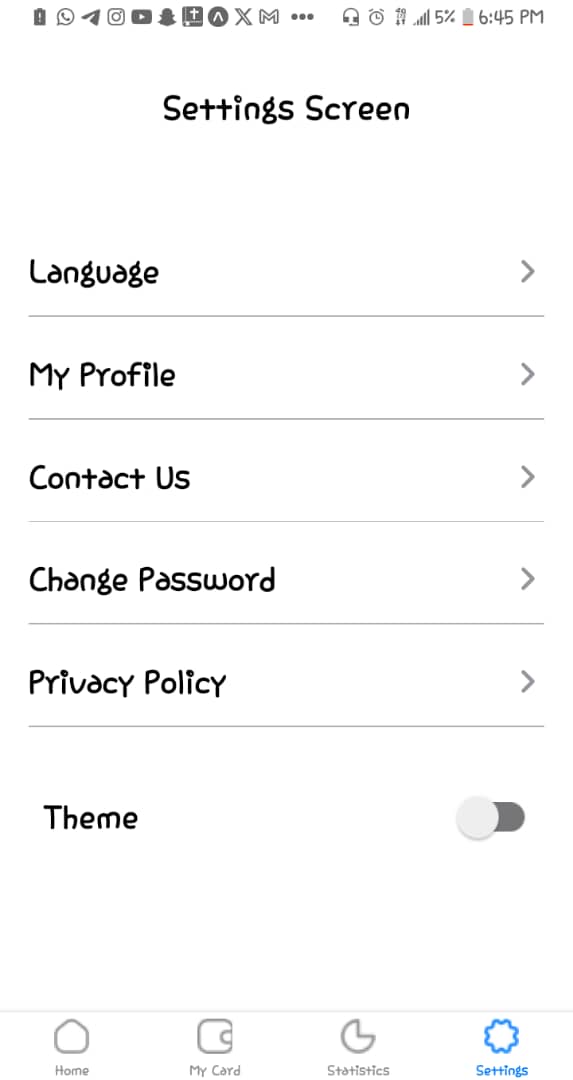 5% 6:45 PM
Settings Screen
Language
My Profile
Contact Us
Change Password
Privacy Policy
Theme
Home My Card Statistics Settings